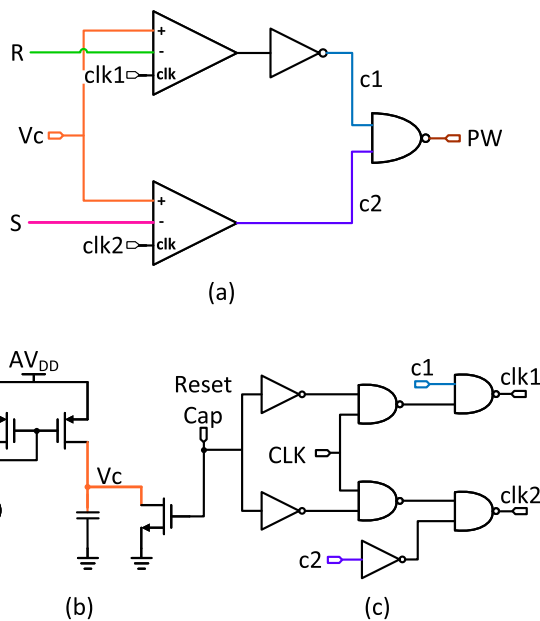 +
R
-
clk1
clk
c1
Vc
PW
+
S
-
c2
clk2
clk
(a)
AVDD
Reset
Cap
c1
clk1
Vc
CLK
clk2
c2
(b)
(c)